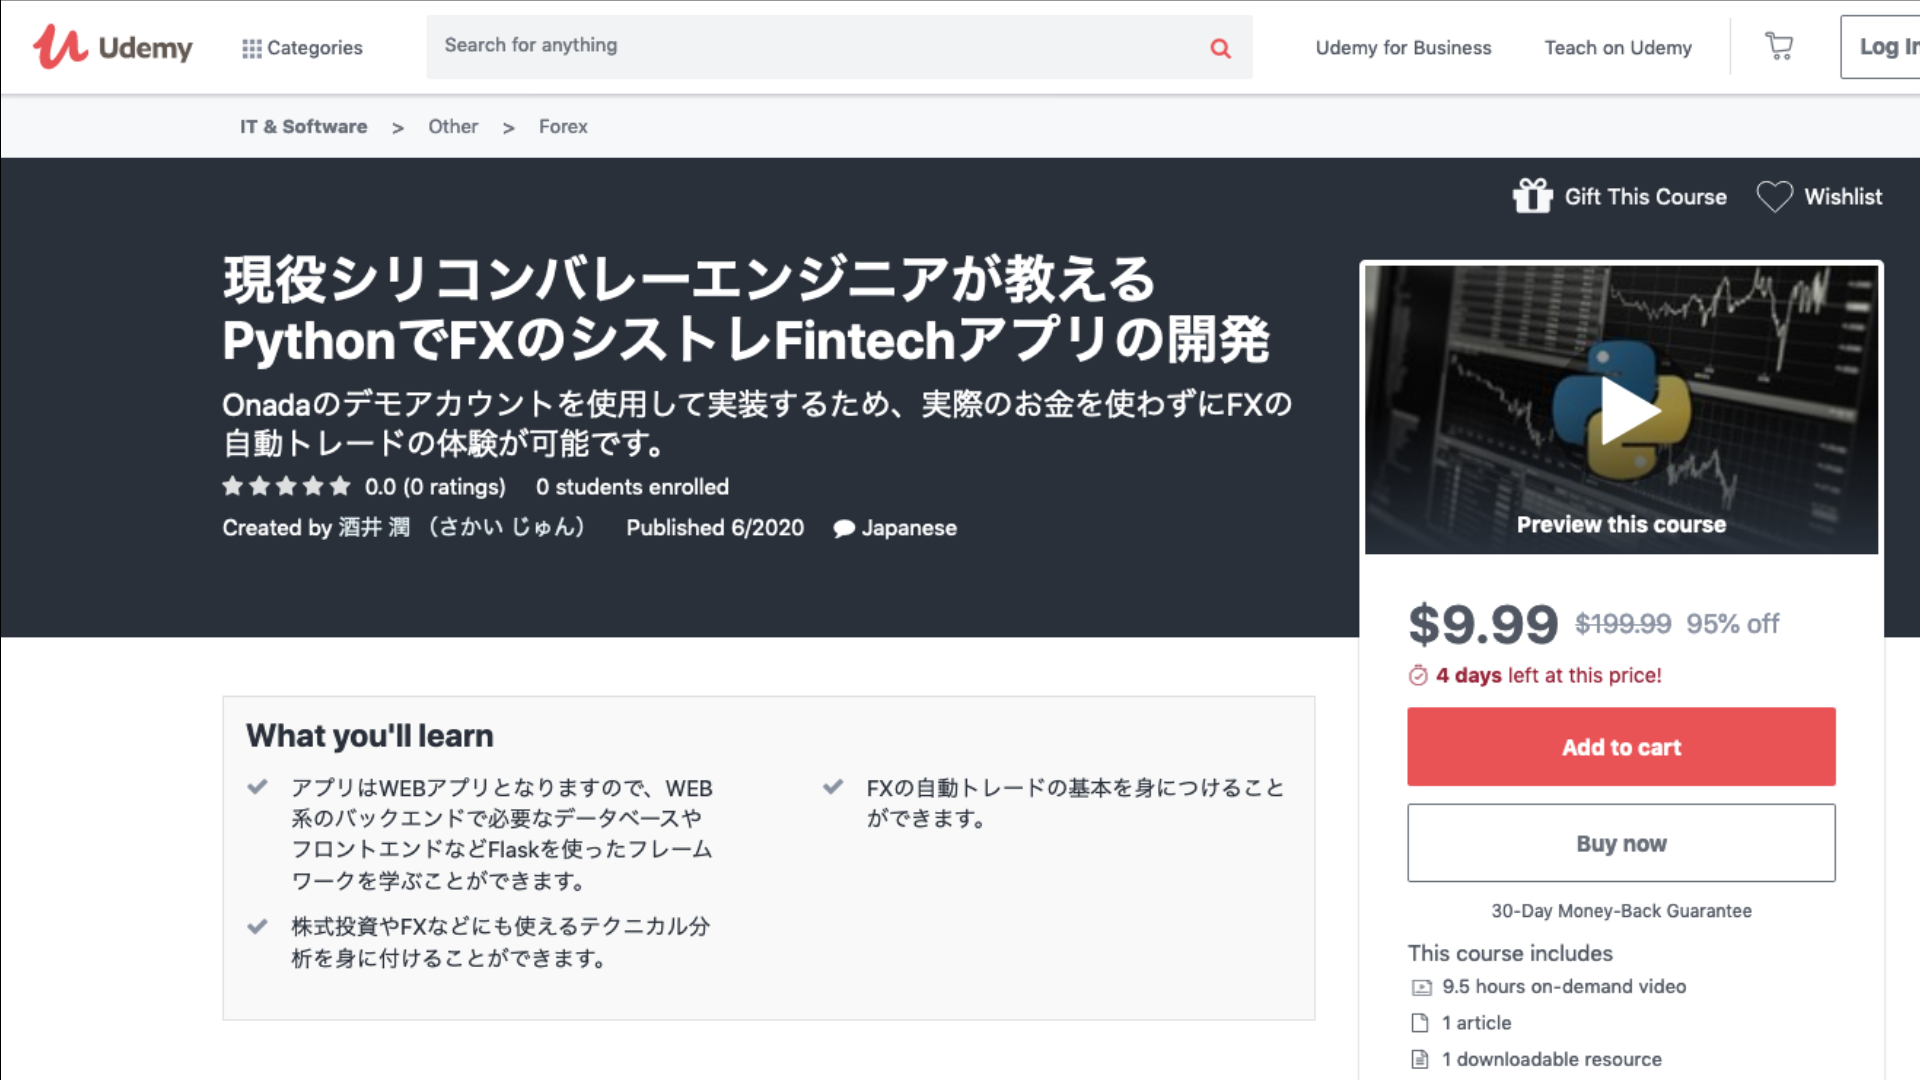 Udemy
Categories
Search for anything
Udemy for Business
Teach on Udemy
Log In
IT & Software > Other > Forex
Gift This Course
Wishlist
現役シリコンバレーエンジニアが教える
PythonでFXのシストレFintechアプリの開発
Onadaのデモアカウントを使用して実装するため、実際のお金を使わずにFXの
自動トレードの体験が可能です。
0.0 (0 ratings) 0 students enrolled
Created by 酒井 潤 （さかい じゅん） Published 6/2020 Japanese
Preview this course
$9.99 $199.99 95% off
4 days left at this price!
Add to cart
Buy now
30-Day Money-Back Guarantee
This course includes
9.5 hours on-demand video
1 article
1 downloadable resource
What you'll learn
アプリはWEBアプリとなりますので、WEB
系のバックエンドで必要なデータベースや
フロントエンドなどFlaskを使ったフレーム
ワークを学ぶことができます。
株式投資やFXなどにも使えるテクニカル分
析を身に付けることができます。
FXの自動トレードの基本を身につけること
ができます。